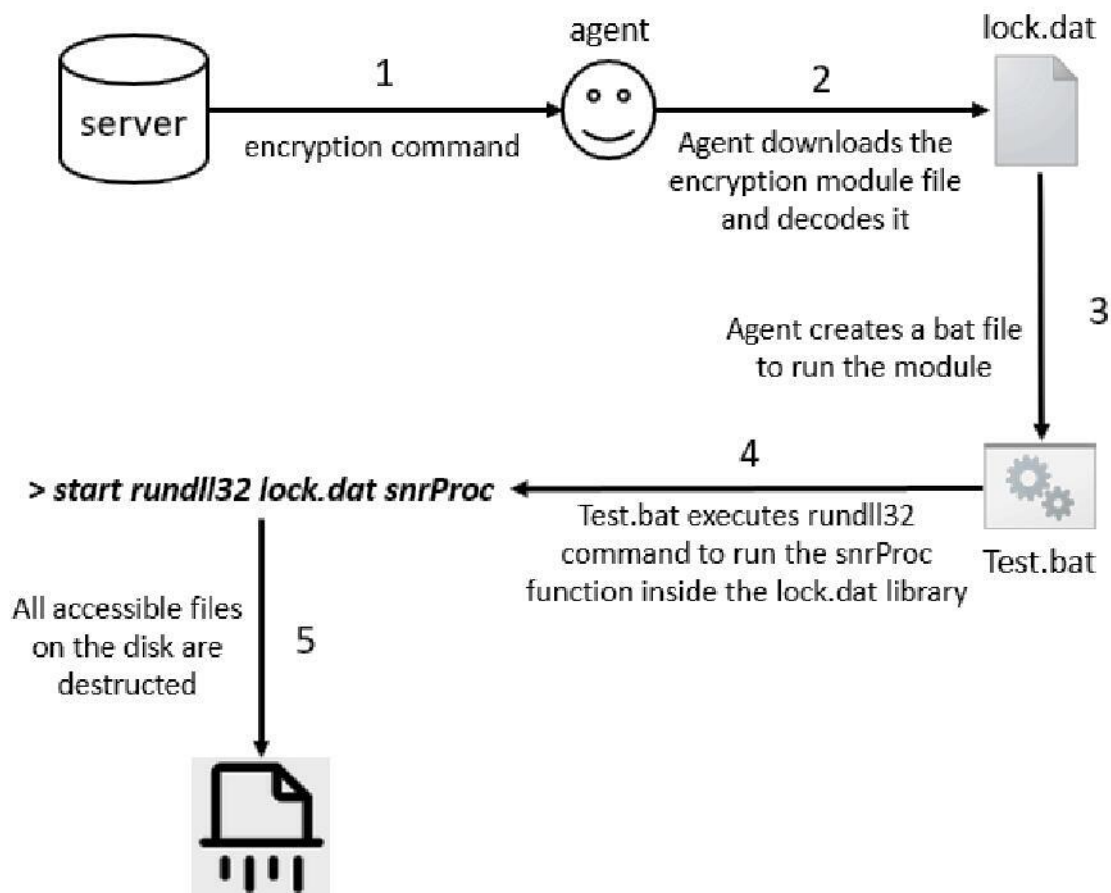 server
1
encryption command
agent
2
Agent downloads the
encryption module file
and decodes it
lock.dat
3
Agent creates a bat file
to run the module
Test.bat
4
Test.bat executes rundll32
command to run the snrProc
function inside the lock.dat library
> start rundll32 lock.dat snrProc
5
All accessible files
on the disk are
destructed